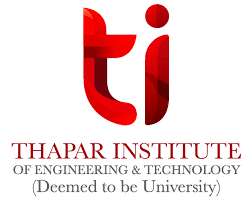 ti
THAPAR INSTITUTE
OF ENGINEERING & TECHNOLOGY
(Deemed to be University)